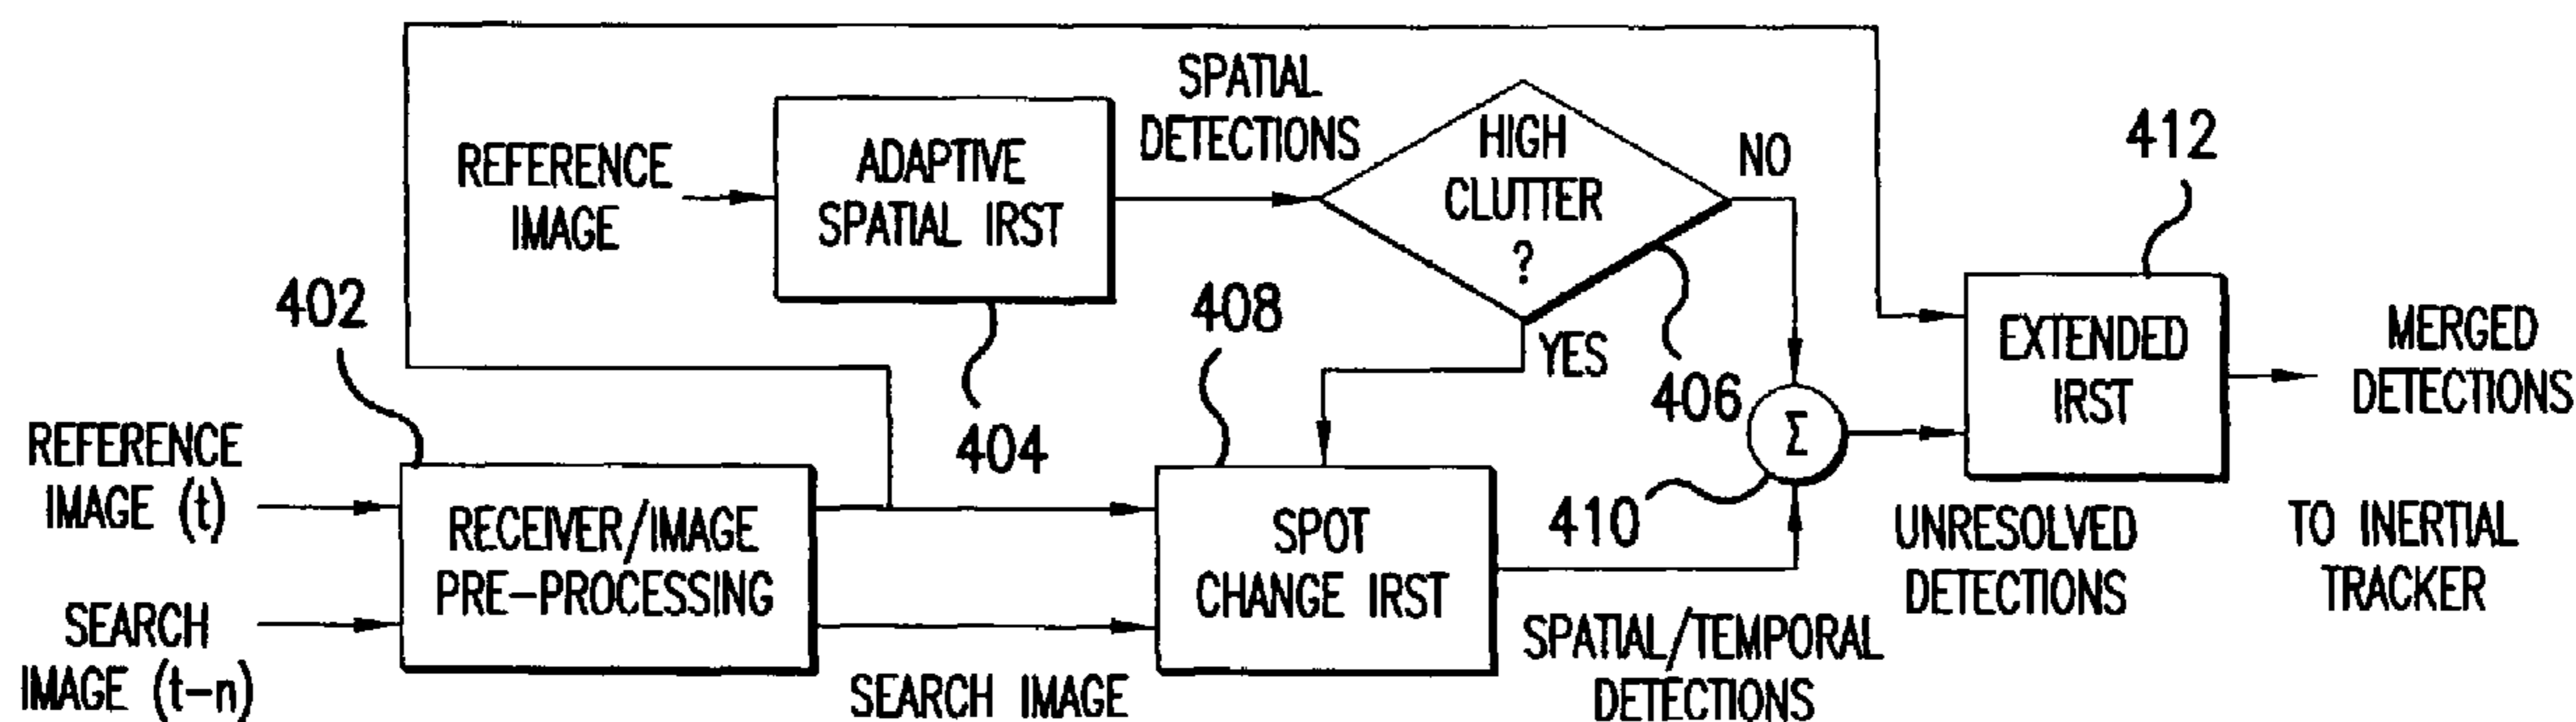 SPATIAL
DETECTIONS
HIGH
CLUTTER
?
NO
412
REFERENCE
IMAGE
ADAPTIVE
SPATIAL IRST
402
408
YES
406
EXTENDED
IRST
MERGED
DETECTIONS
404
REFERENCE
IMAGE (t)
RECEIVER/IMAGE
PRE-PROCESSING
SPOT
CHANGE IRST
Σ
410
UNRESOLVED
DETECTIONS
TO INERTIAL
TRACKER
SEARCH
IMAGE (t-n)
SEARCH IMAGE
SPATIAL/TEMPORAL
DETECTIONS